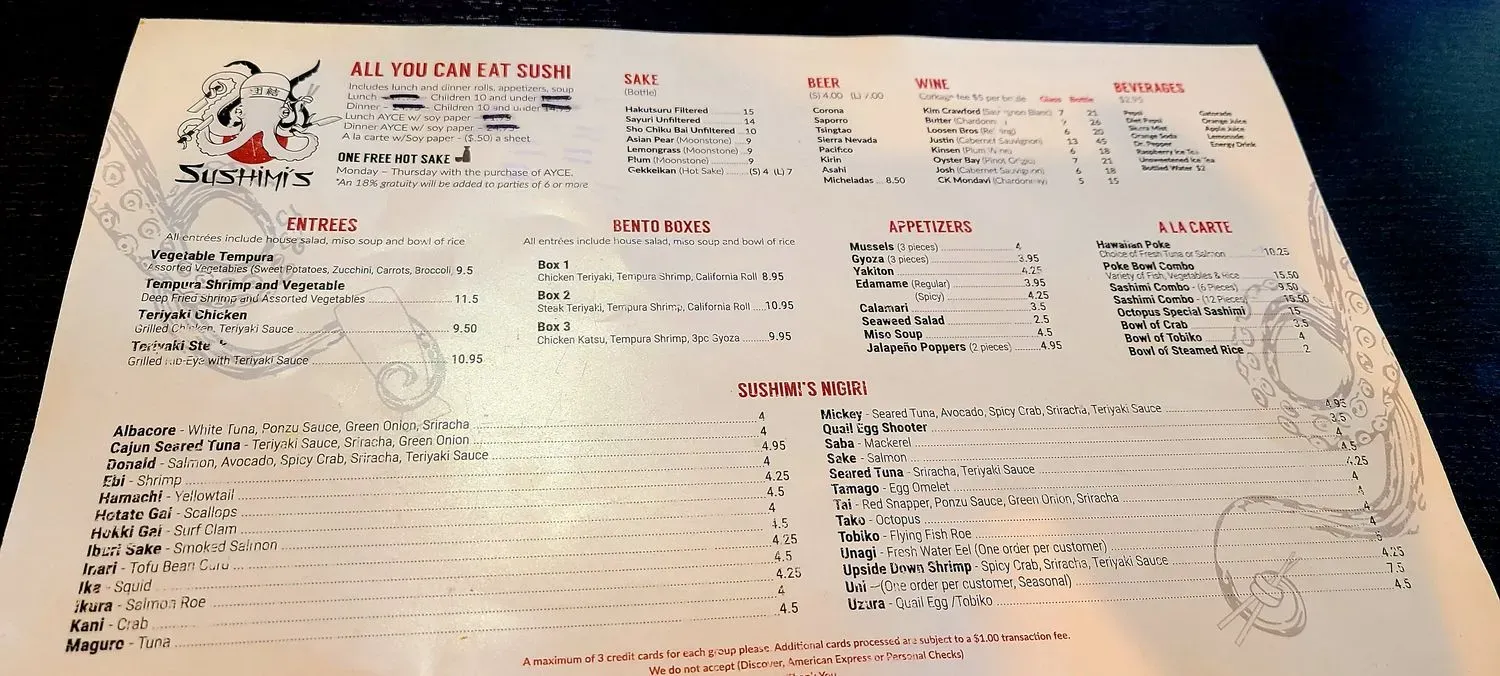 団結
SUSHIMI'S
ALL YOU CAN EAT SUSHI
Includes lunch and dinner rolls, appetizers, soup
Lunch - Children 10 and under
Dinner - Children 10 and under
Lunch AYCE w/ soy paper -
Dinner AYCE w/ soy paper -
A la carte w/Soy paper - ($.50) a sheet
ONE FREE HOT SAKE
Monday – Thursday with the purchase of AYCE.
*An 18% gratuity will be added to parties of 6 or more
SAKE
(Bottle)
Hakutsuru Filtered 15
Sayuri Unfiltered 14
Sho Chiku Bai Unfiltered 10
Asian Pear (Moonstone) 9
Lemongrass (Moonstone) 9
Plum (Moonstone) 9
Gekkeikan (Hot Sake) (S) 4 (L) 7
BEER
(S) 4.00 (L) 7.00
Corona
Saporro
Tsingtao
Sierra Nevada
Pacifico
Kirin
Asahi
Micheladas 8.50
WINE
Corkage fee $5 per bottle Glass Bottle
Kim Crawford (Sauvignon Blanc) 7 21
Butter (Chardonn 7 26
Loosen Bros 6 20
Justin (Cabernet Sauvignon) 13 45
Kinsen (Plum Wine) 6 18
Oyster Bay (Pinot Grigio) 7 21
Josh (Cabernet Sauvignon) 6 18
CK Mondavi (Chardonnay) 5 15
BEVERAGES
$2.95
Pepsi
Diet Pepsi
Sierra Mist
Orange Soda
Dr. Pepper
Raspberry Ice Tea
Unsweetened Ice Tea
Bottled Water $2
Gatorade
Orange Juice
Apple Juice
Lemonade
Energy Drink
ENTREES
All entrées include house salad, miso soup and bowl of rice
Vegetable Tempura
Assorted Vegetables (Sweet Potatoes, Zucchini, Carrots, Broccoli 9.5
Tempura Shrimp and Vegetable
Deep Fried Shrimp and Assorted Vegetables 11.5
Teriyaki Chicken
Grilled Chicken, Teriyaki Sauce 9.50
Teriyaki Ste k
Grilled Rib-Eye with Teriyaki Sauce 10.95
BENTO BOXES
All entrées include house salad, miso soup and bowl of rice
Box 1
Chicken Teriyaki, Tempura Shrimp, California Roll 8.95
Box 2
Steak Teriyaki, Tempura Shrimp, California Roll 10.95
Box 3
Chicken Katsu, Tempura Shrimp, 3pc Gyoza 9.95
APPETIZERS
Mussels (3 pieces) 4
Gyoza (3 pieces) 3.95
Yakiton 4.25
Edamame (Regular) 3.95
(Spicy) 4.25
Calamari 3.5
Seaweed Salad 2.5
Miso Soup 4.5
Jalapeño Poppers (2 pieces) 4.95
A LA CARTE
Hawaiian Poke
Choice of Fresh Tuna or Salmon 10.25
Poke Bowl Combo
Variety of Fish, Vegetables & Rice 15.50
Sashimi Combo - (6 Pieces) 9.50
Sashimi Combo - (12 Pieces) 15.50
Octopus Special Sashimi 15
Bowl of Crab 3.5
Bowl of Tobiko 4
Bowl of Steamed Rice 2
SUSHIMI'S NIGIRI
Albacore - White Tuna, Ponzu Sauce, Green Onion, Sriracha 4
Cajun Seared Tuna - Teriyaki Sauce, Sriracha, Green Onion 4
Donald - Salmon, Avocado, Spicy Crab, Sriracha, Teriyaki Sauce 4.95
Ebi - Shrimp 4
Hamachi - Yellowtail 4.25
Hotate Gai - Scallops 4.5
Hokki Gai - Surf Clam 4
Iburi Sake - Smoked Salmon 4.5
Inari - Tofu Bean Curd 4.25
Ika - Squid 4.5
Ikura - Salmon Roe 4.25
Kani - Crab 4
Maguro - Tuna 4.5
Mickey - Seared Tuna, Avocado, Spicy Crab, Sriracha, Teriyaki Sauce 4.95
Quail Egg Shooter 3.5
Saba - Mackerel 4
Sake - Salmon 4.5
Seared Tuna - Sriracha, Teriyaki Sauce 4.25
Tamago - Egg Omelet 4
Tai - Red Snapper, Ponzu Sauce, Green Onion, Sriracha 4
Tako - Octopus 4
Tobiko - Flying Fish Roe 4
Unagi - Fresh Water Eel (One order per customer) 5
Upside Down Shrimp - Spicy Crab, Sriracha, Teriyaki Sauce 4.25
Uni –(One order per customer, Seasonal) 7.5
Uzura - Quail Egg /Tobiko 4.5
A maximum of 3 credit cards for each group please. Additional cards processed are subject to a $1.00 transaction fee.
We do not accept (Discover, American Express or Personal Checks)